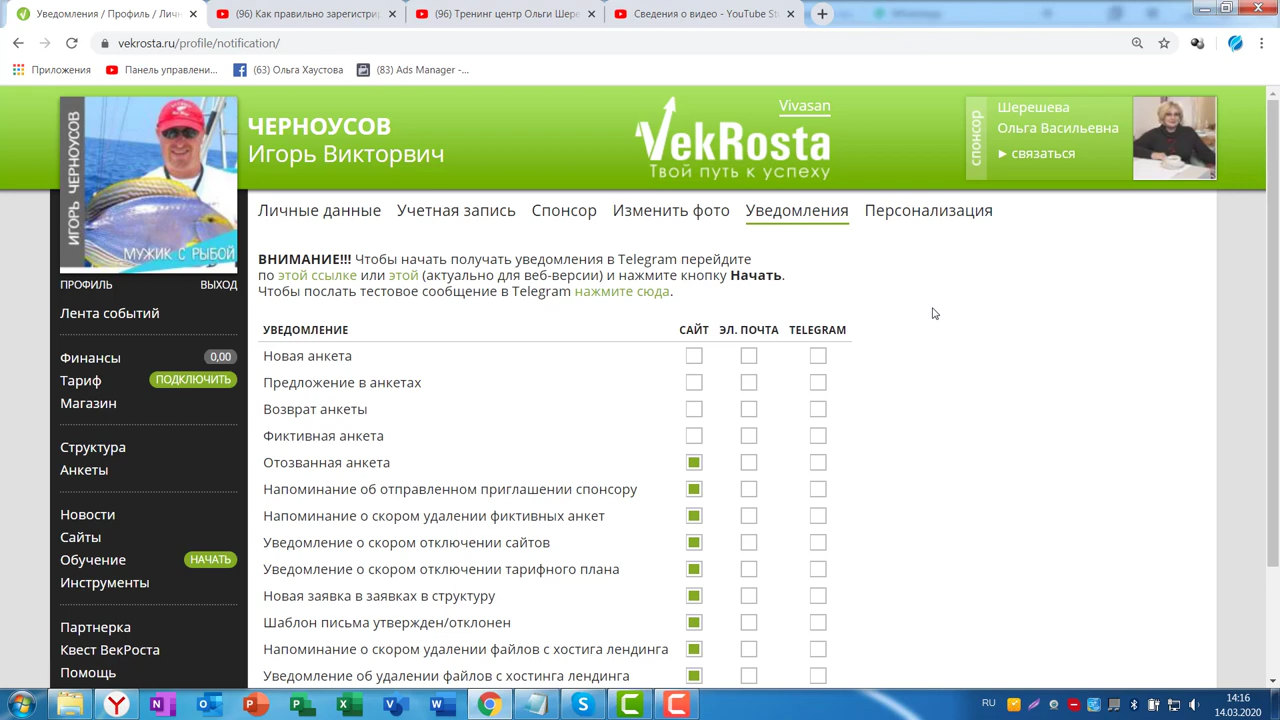 Уведомления / Профиль / Личн
(96) Как правильно зарегистрир
(96) Тренинг
Сведения о видео - YouTube St
vekrosta.ru/profile/notification/
Приложения
Панель управлени...
(63) Ольга Хаустова
(83) Ads Manager -...
ИГОРЬ ЧЕРНОУСОВ
МУЖИК С РЫБОЙ
ЧЕРНОУСОВ
Игорь Викторвич
Vivasan
VekRosta
Твой путь к успеху
спонсор
Шерешева
Ольга Васильевна
связаться
Личные данные Учетная запись Спонсор Изменить фото Уведомления Персонализация
ПРОФИЛЬ ВЫХОД
Лента событий
Финансы 0,00
Тариф ПОДКЛЮЧИТЬ
Магазин
Структура
Анкеты
Новости
Сайты
Обучение НАЧАТЬ
Инструменты
Партнерка
Квест ВекРоста
Помощь
ВНИМАНИЕ!!! Чтобы начать получать уведомления в Telegram перейдите
по этой ссылке или этой (актуально для веб-версии) и нажмите кнопку Начать.
Чтобы послать тестовое сообщение в Telegram нажмите сюда.
УВЕДОМЛЕНИЕ САЙТ ЭЛ. ПОЧТА TELEGRAM
Новая анкета
Предложение в анкетах
Возврат анкеты
Фиктивная анкета
Отозванная анкета
Напоминание об отправленном приглашении спонсору
Напоминание о скором удалении фиктивных анкет
Уведомление о скором отключении сайтов
Уведомление о скором отключении тарифного плана
Новая заявка в заявках в структуру
Шаблон письма утвержден/отклонен
Напоминание о скором удалении файлов с хостига лендинга
Уведомление об удалении файлов с хостинга лендинга
RU
14:16
14.03.2020